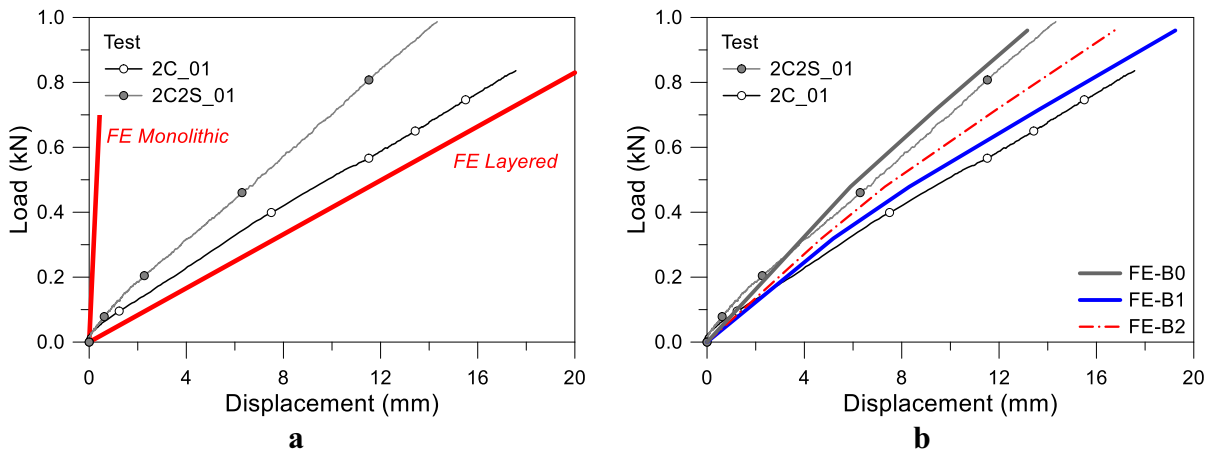 1.0
0.8
0.6
0.4
0.2
0.0
Load (kN)
Test
2C_01
2C2S_01
FE Monolithic
FE Layered
0 4 8 12 16 20
Displacement (mm)
a
1.0
0.8
0.6
0.4
0.2
0.0
Load (kN)
Test
2C2S_01
2C_01
FE-B0
FE-B1
FE-B2
0 4 8 12 16 20
Displacement (mm)
b